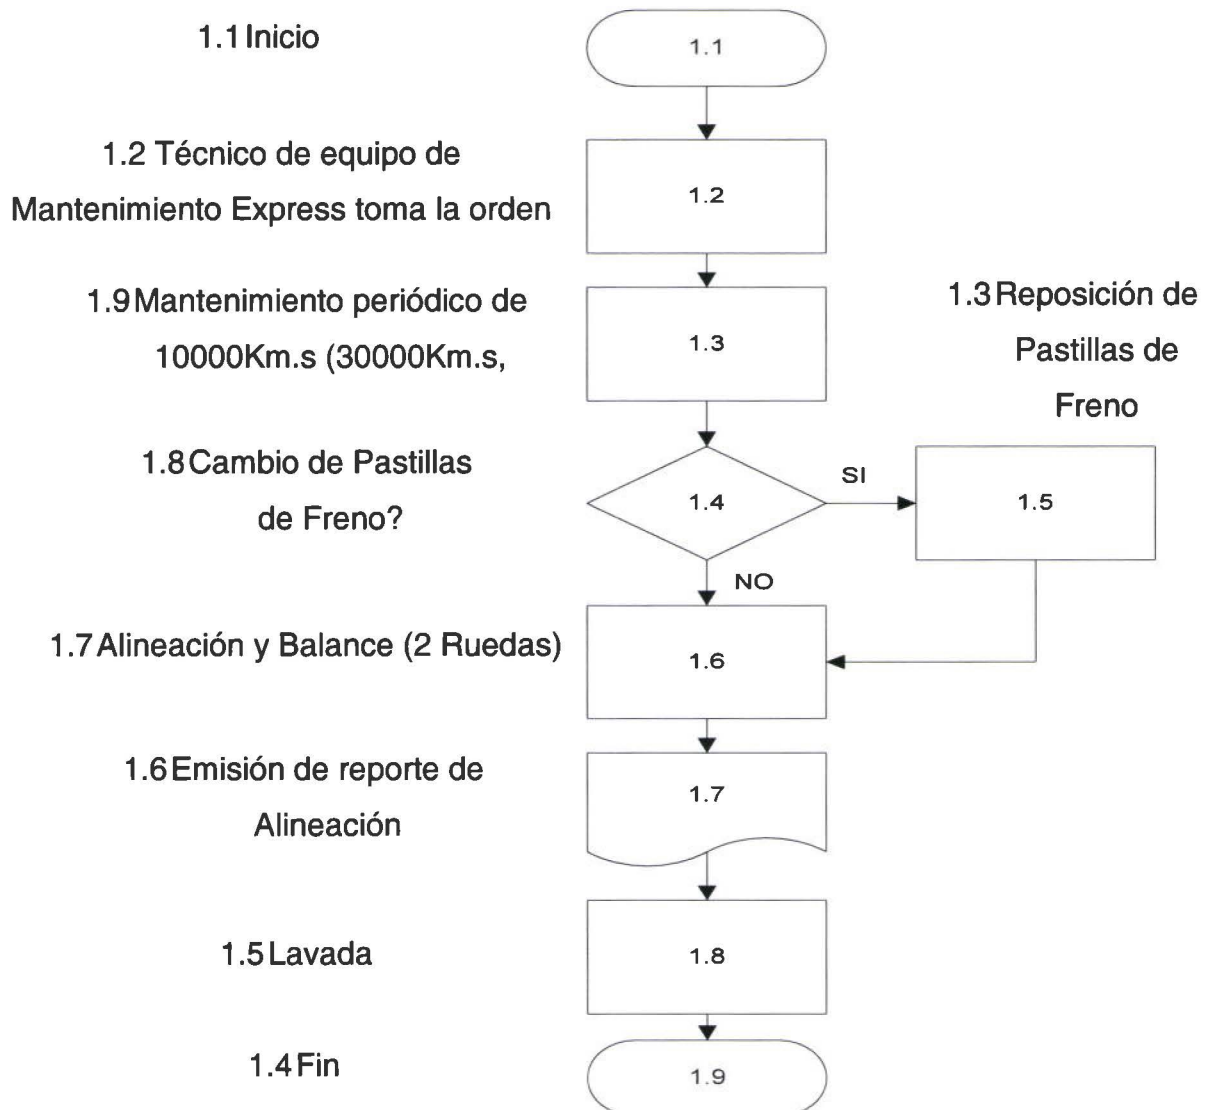 1.1 Inicio
1.1
1.2 Técnico de equipo de
Mantenimiento Express toma la orden
1.2
1.9 Mantenimiento periódico de
10000Km.s (30000Km.s,
1.3
1.3 Reposición de
Pastillas de
Freno
1.8 Cambio de Pastillas
de Freno?
1.4
SI
1.5
NO
1.7 Alineación y Balance (2 Ruedas)
1.6
1.6 Emisión de reporte de
Alineación
1.7
1.5 Lavada
1.8
1.4 Fin
1.9